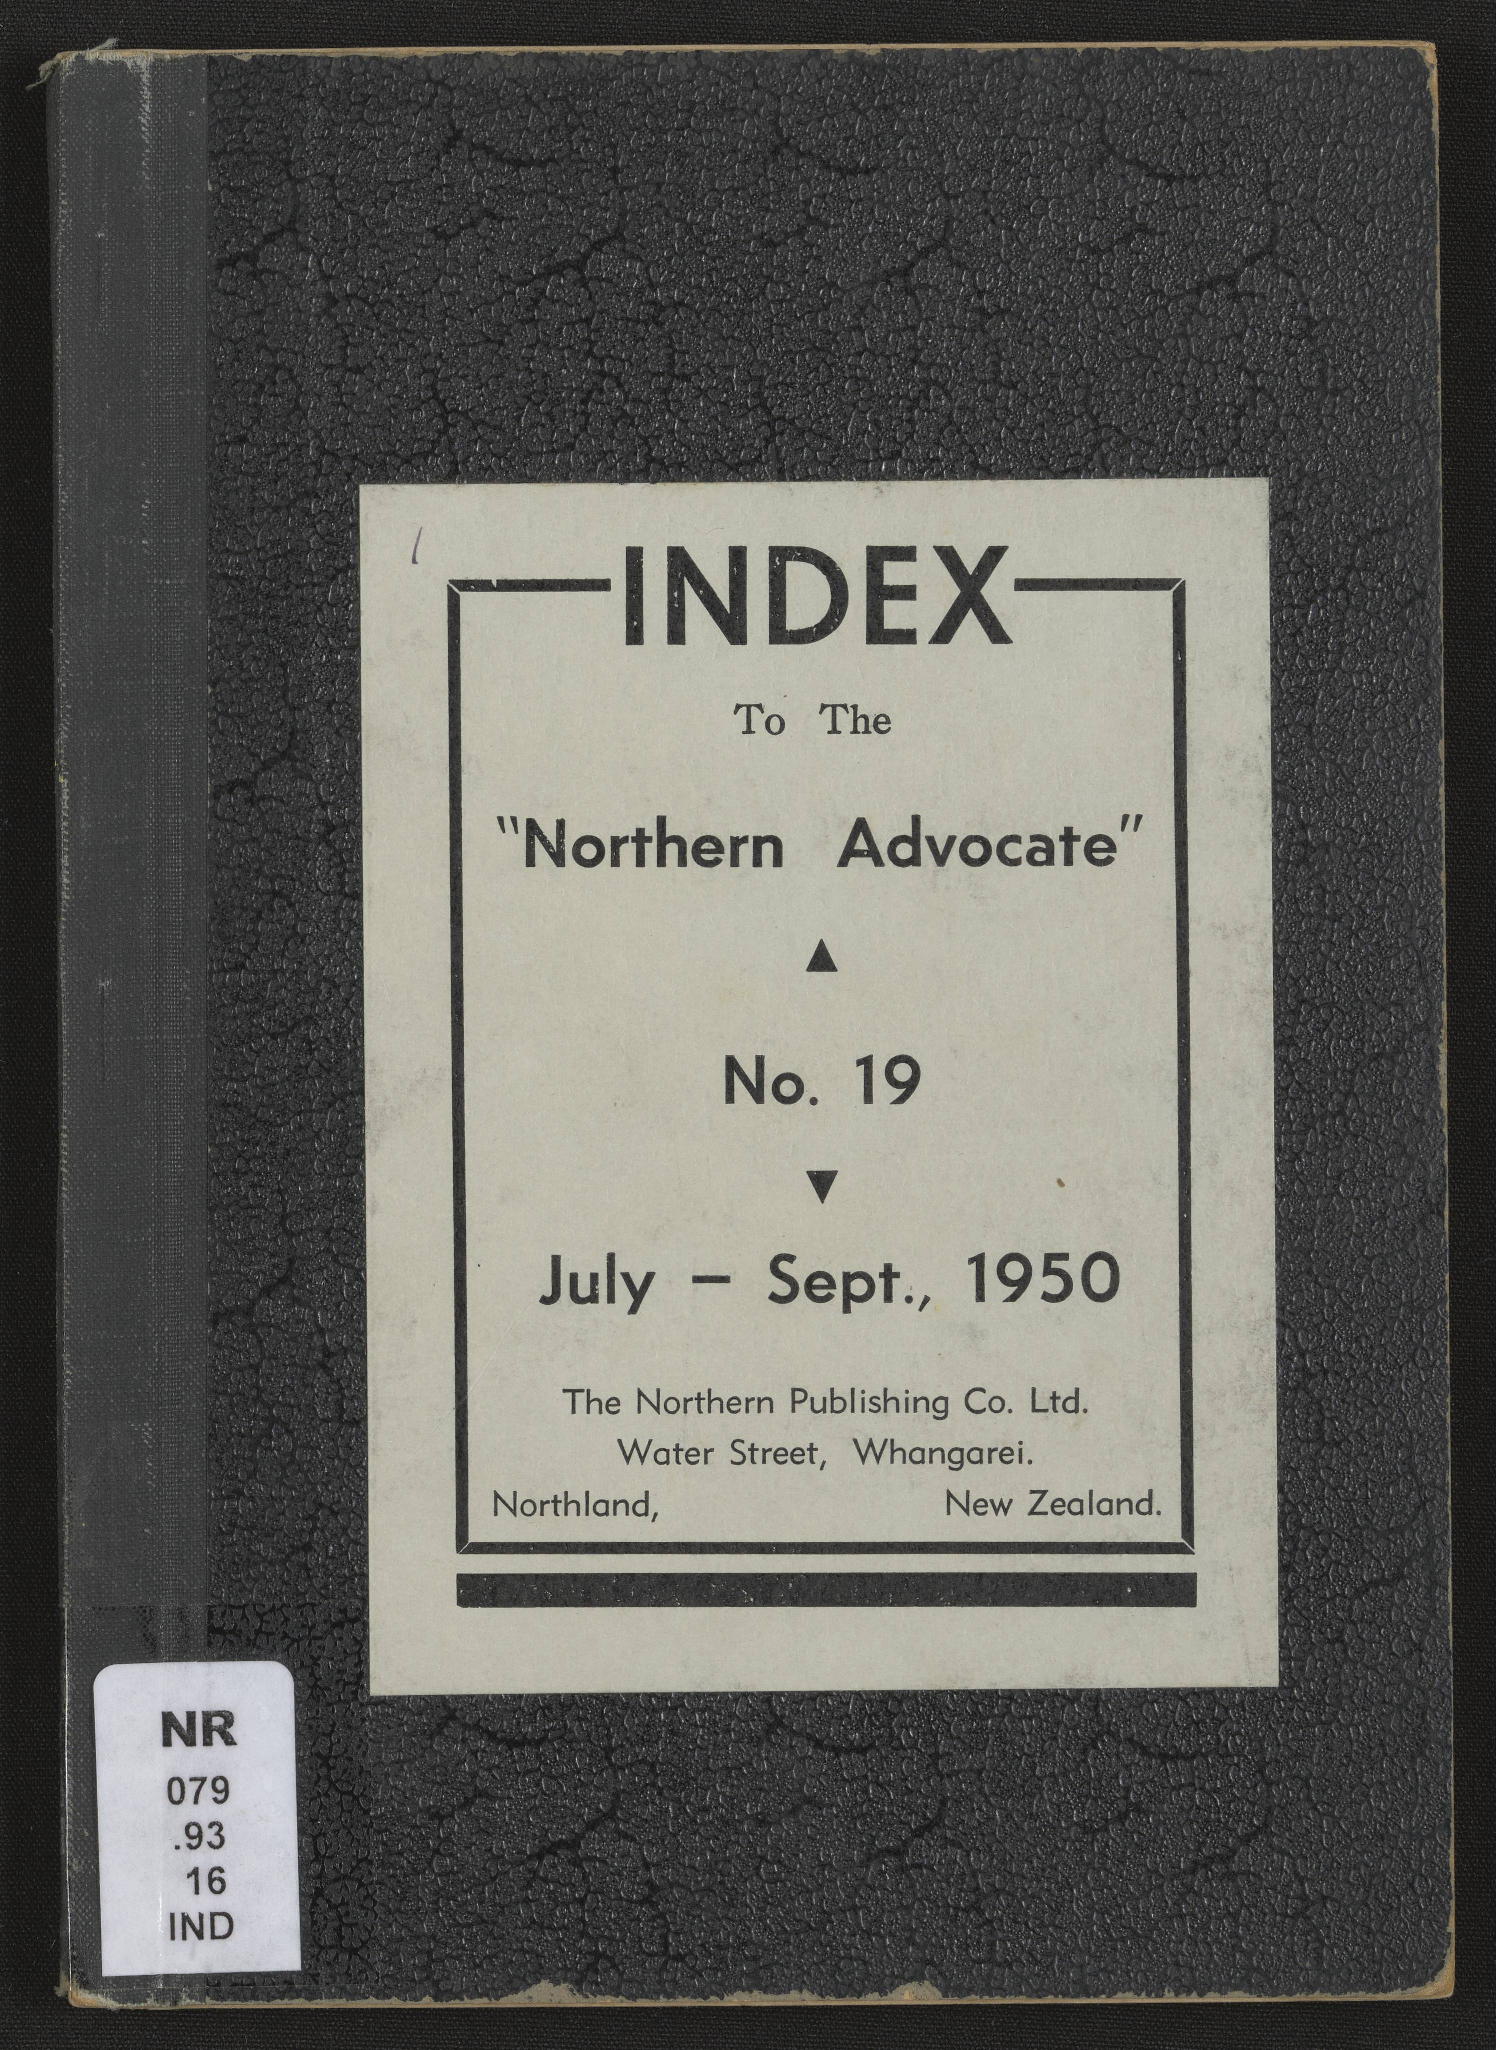 INDEX
To The
"Northern Advocate"
▲
No. 19
▼
July – Sept., 1950
The Northern Publishing Co. Ltd.
Water Street, Whangarei.
Northland, New Zealand.
NR
079
.93
16
IND